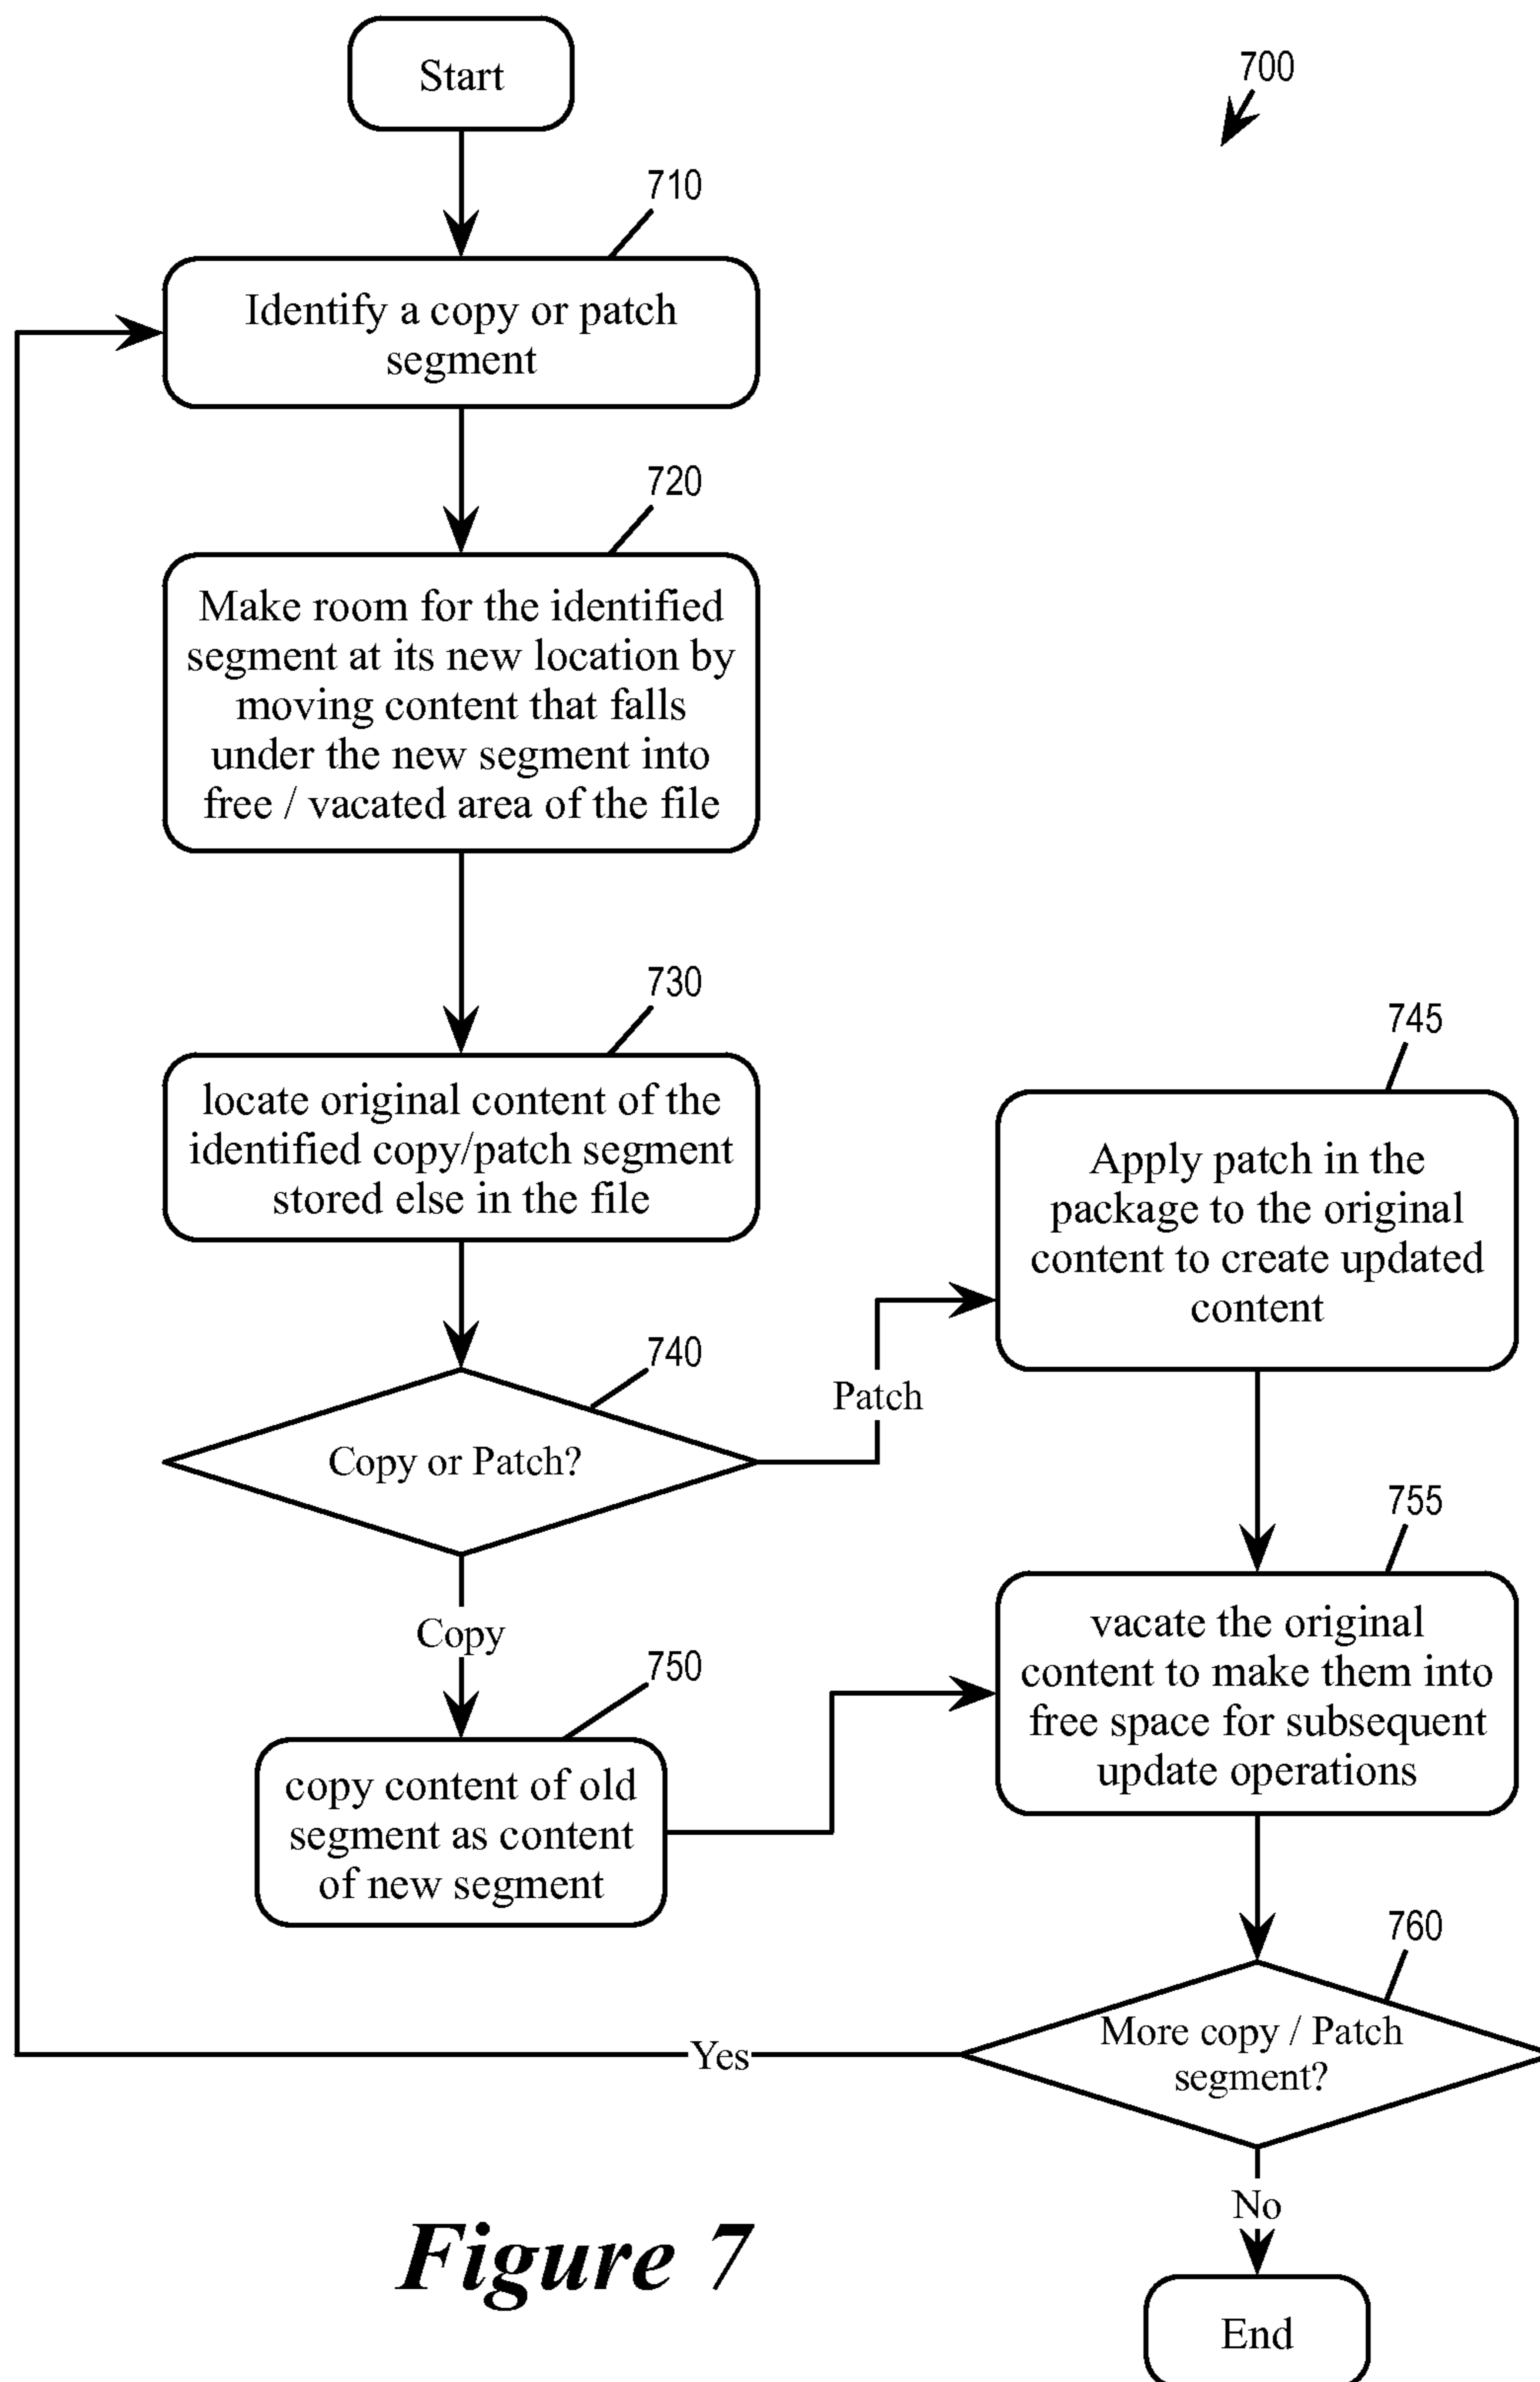 Start
700
710
Identify a copy or patch
segment
720
Make room for the identified
segment at its new location by
moving content that falls
under the new segment into
free / vacated area of the file
730
locate original content of the
identified copy/patch segment
stored else in the file
740
Copy or Patch?
Patch
745
Apply patch in the
package to the original
content to create updated
content
Copy
750
copy content of old
segment as content
of new segment
755
vacate the original
content to make them into
free space for subsequent
update operations
760
More copy / Patch
segment?
Yes
No
End
Figure 7